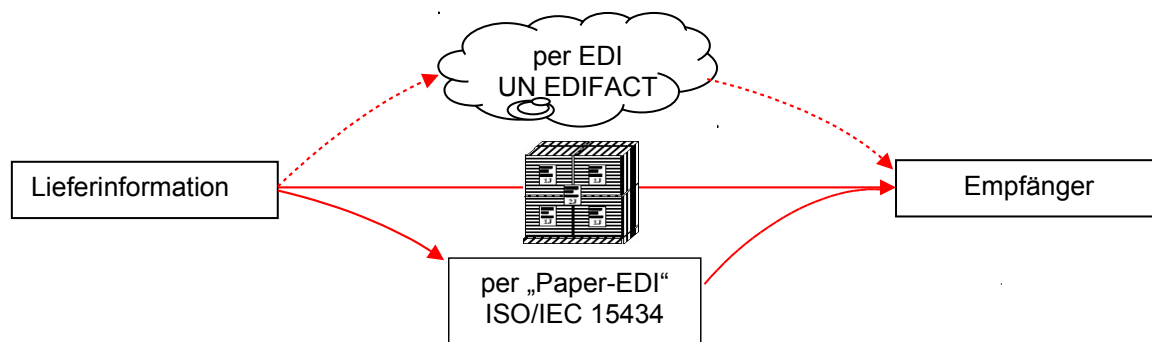 per EDI
UN EDIFACT
Lieferinformation
Empfänger
per „Paper-EDI“
ISO/IEC 15434